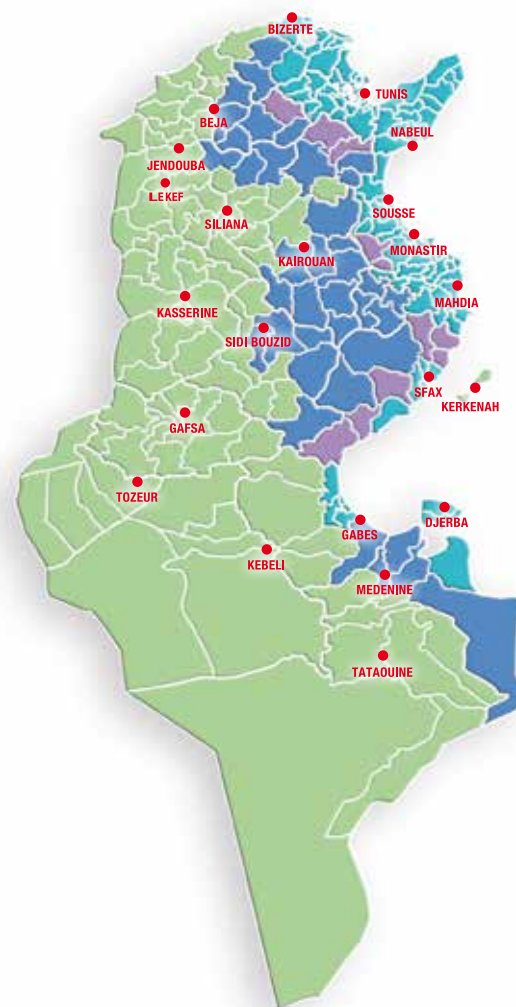 BIZERTE
TUNIS
BEJA
NABEUL
JENDOUBA
LE KEF
SOUSSE
SILIANA
MONASTIR
KAIROUAN
MAHDIA
KASSERINE
SIDI BOUZID
SFAX
KERKENAH
GAFSA
TOZEUR
DJERBA
GABES
KEBELI
MEDENINE
TATAOUINE